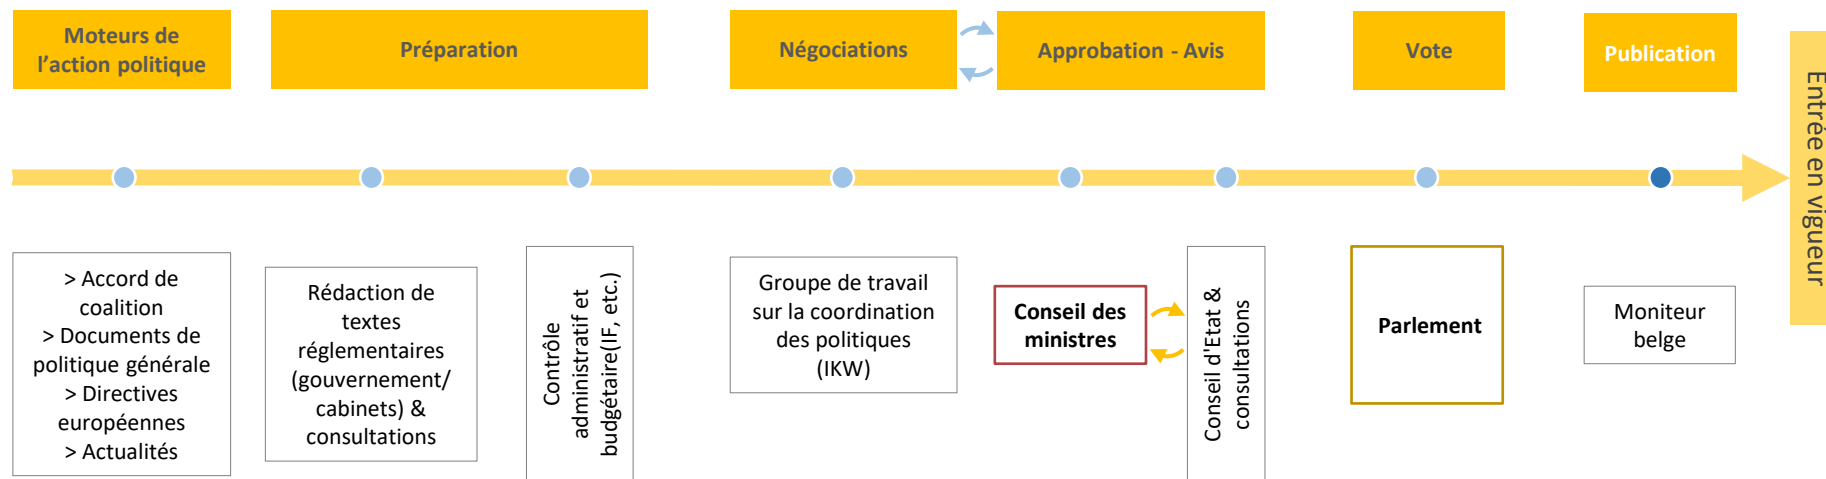 Moteurs de
l'action politique
Préparation
Négociations
Approbation - Avis
Vote
Publication
Entrée en vigueur
> Accord de
coalition
> Documents de
politique générale
> Directives
européennes
> Actualités
Rédaction de
textes
réglementaires
(gouvernement/
cabinets) &
consultations
Contrôle
administratif et
budgétaire(IF, etc.)
Groupe de travail
sur la coordination
des politiques
(IKW)
Conseil des
ministres
Conseil d'Etat &
consultations
Parlement
Moniteur
belge